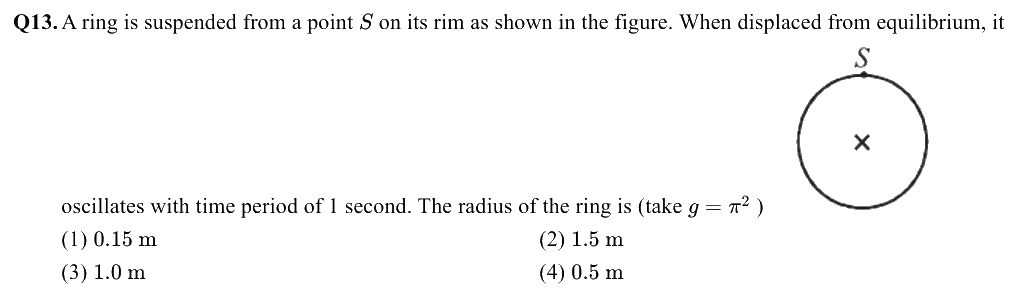 Q13. A ring is suspended from a point S on its rim as shown in the figure. When displaced from equilibrium, it
S
oscillates with time period of 1 second. The radius of the ring is (take g = π² )
(1) 0.15 m (2) 1.5 m
(3) 1.0 m (4) 0.5 m